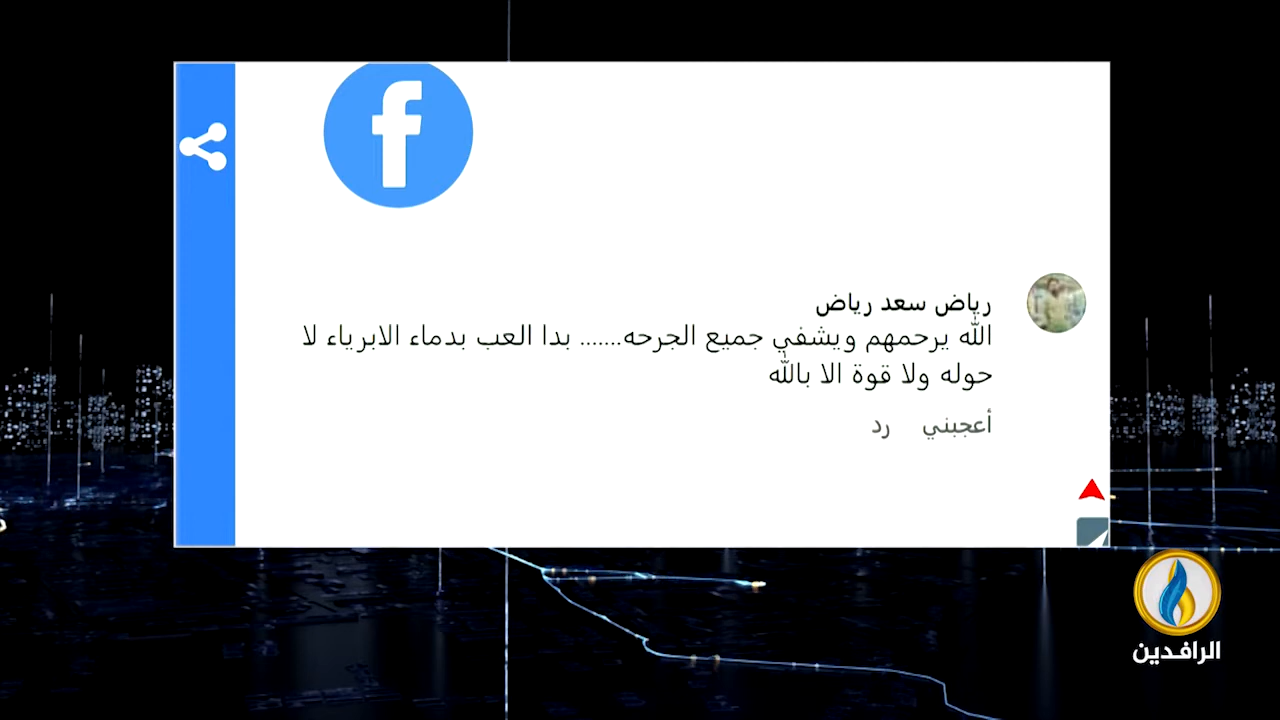 f
رياض سعد رياض
الله يرحمهم ويشفي جميع الجرحه....... بدا العب بدماء الابرياء لا
حوله ولا قوة الا بالله
أعجبني رد
الرافدين